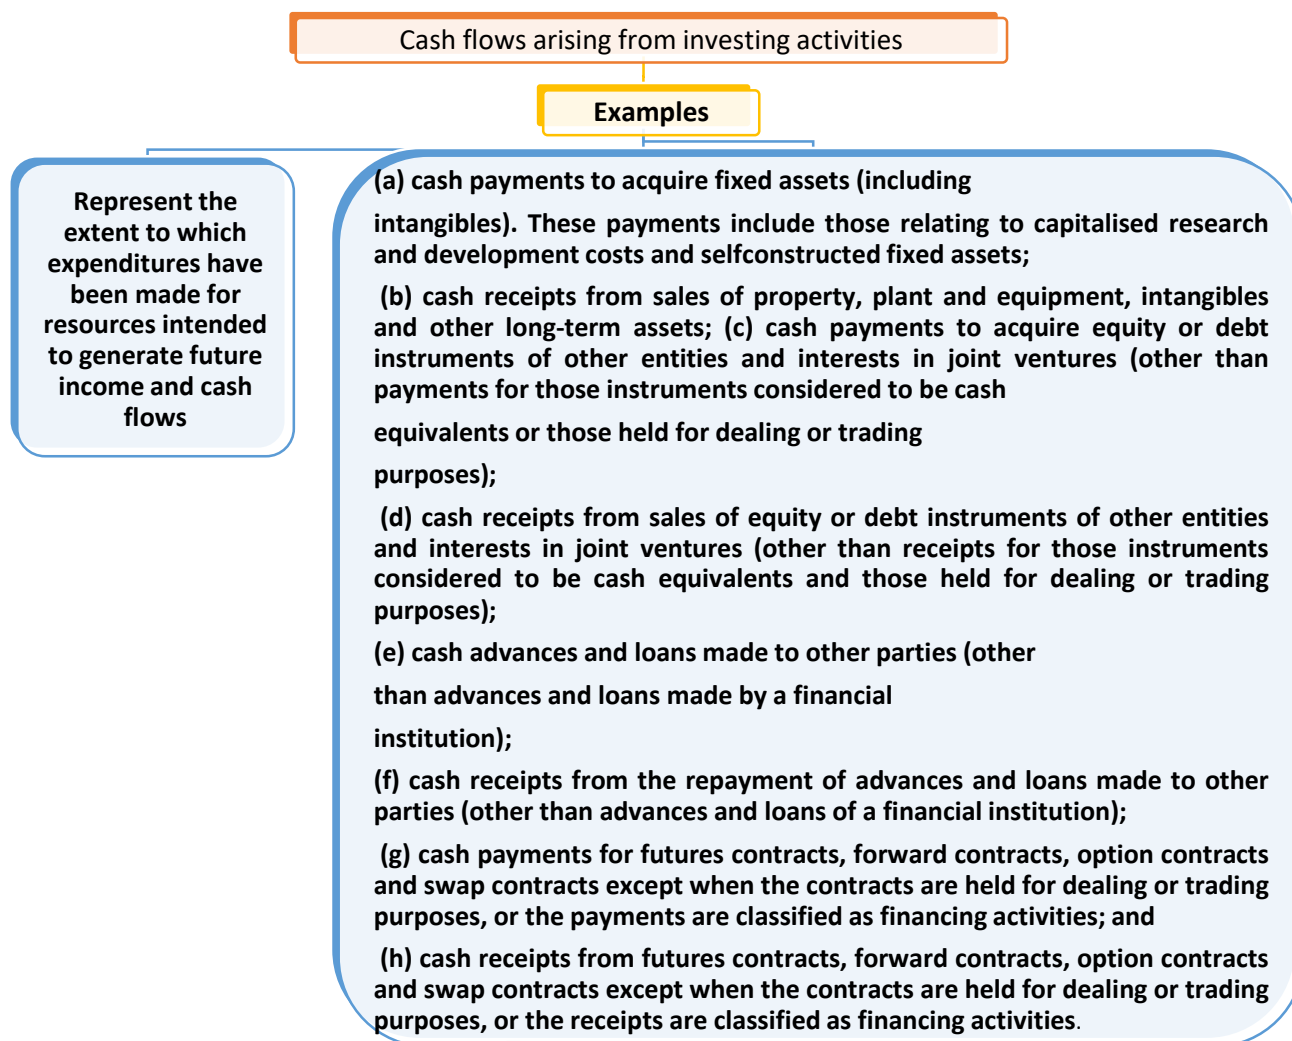 Cash flows arising from investing activities
Examples
Represent the
extent to which
expenditures have
been made for
resources intended
to generate future
income and cash
flows
(a) cash payments to acquire fixed assets (including
intangibles). These payments include those relating to capitalised research
and development costs and selfconstructed fixed assets;
(b) cash receipts from sales of property, plant and equipment, intangibles
and other long-term assets; (c) cash payments to acquire equity or debt
instruments of other entities and interests in joint ventures (other than
payments for those instruments considered to be cash
equivalents or those held for dealing or trading
purposes);
(d) cash receipts from sales of equity or debt instruments of other entities
and interests in joint ventures (other than receipts for those instruments
considered to be cash equivalents and those held for dealing or trading
purposes);
(e) cash advances and loans made to other parties (other
than advances and loans made by a financial
institution);
(f) cash receipts from the repayment of advances and loans made to other
parties (other than advances and loans of a financial institution);
(g) cash payments for futures contracts, forward contracts, option contracts
and swap contracts except when the contracts are held for dealing or trading
purposes, or the payments are classified as financing activities; and
(h) cash receipts from futures contracts, forward contracts, option contracts
and swap contracts except when the contracts are held for dealing or trading
purposes, or the receipts are classified as financing activities.